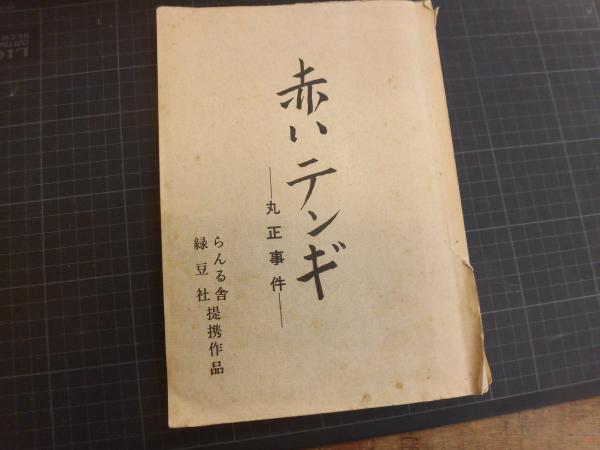 赤いテンギ
―丸正事件―
らんる舎
緑豆社
提携作品